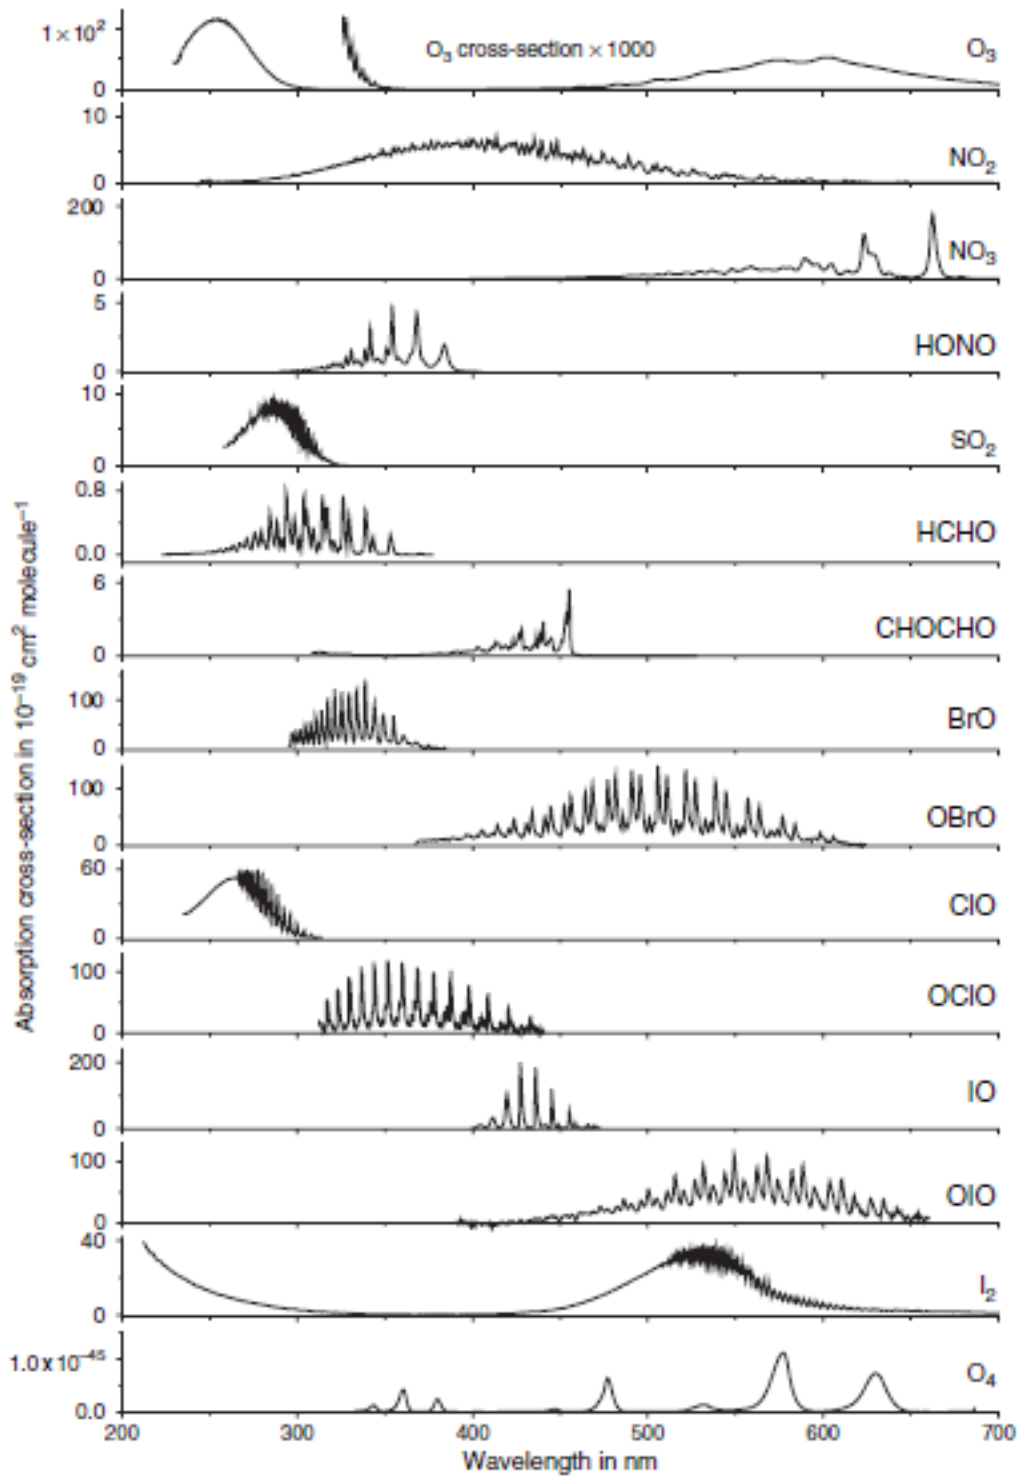 1×10²
0
O₃ cross-section × 1000
O₃
10
0
NO₂
200
0
NO₃
5
0
HONO
10
0
SO₂
0.8
0.0
HCHO
6
0
CHOCHO
100
0
BrO
100
0
OBrO
60
0
ClO
100
0
OClO
200
0
IO
100
0
OIO
40
0
I₂
1.0 x 10⁻⁴⁵
0.0
O₄
200 300 400 500 600 700
Wavelength in nm
Absorption cross-section in 10⁻¹⁹ cm² molecule⁻¹